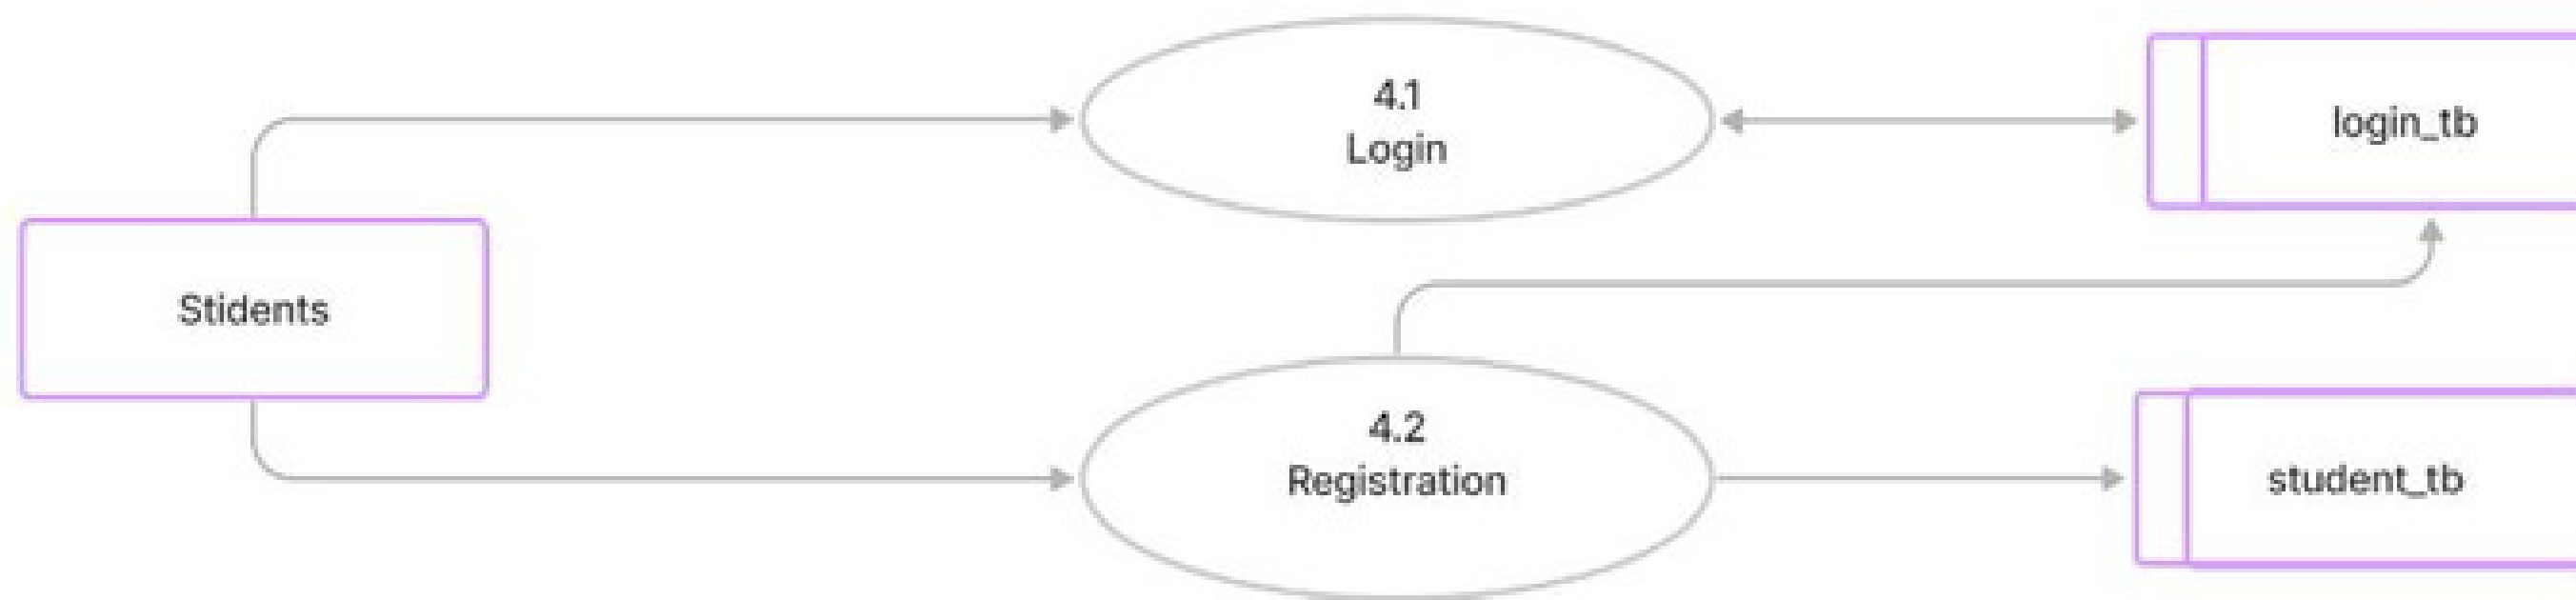 4.1
Login
login_tb
Stidents
4.2
Registration
student_tb